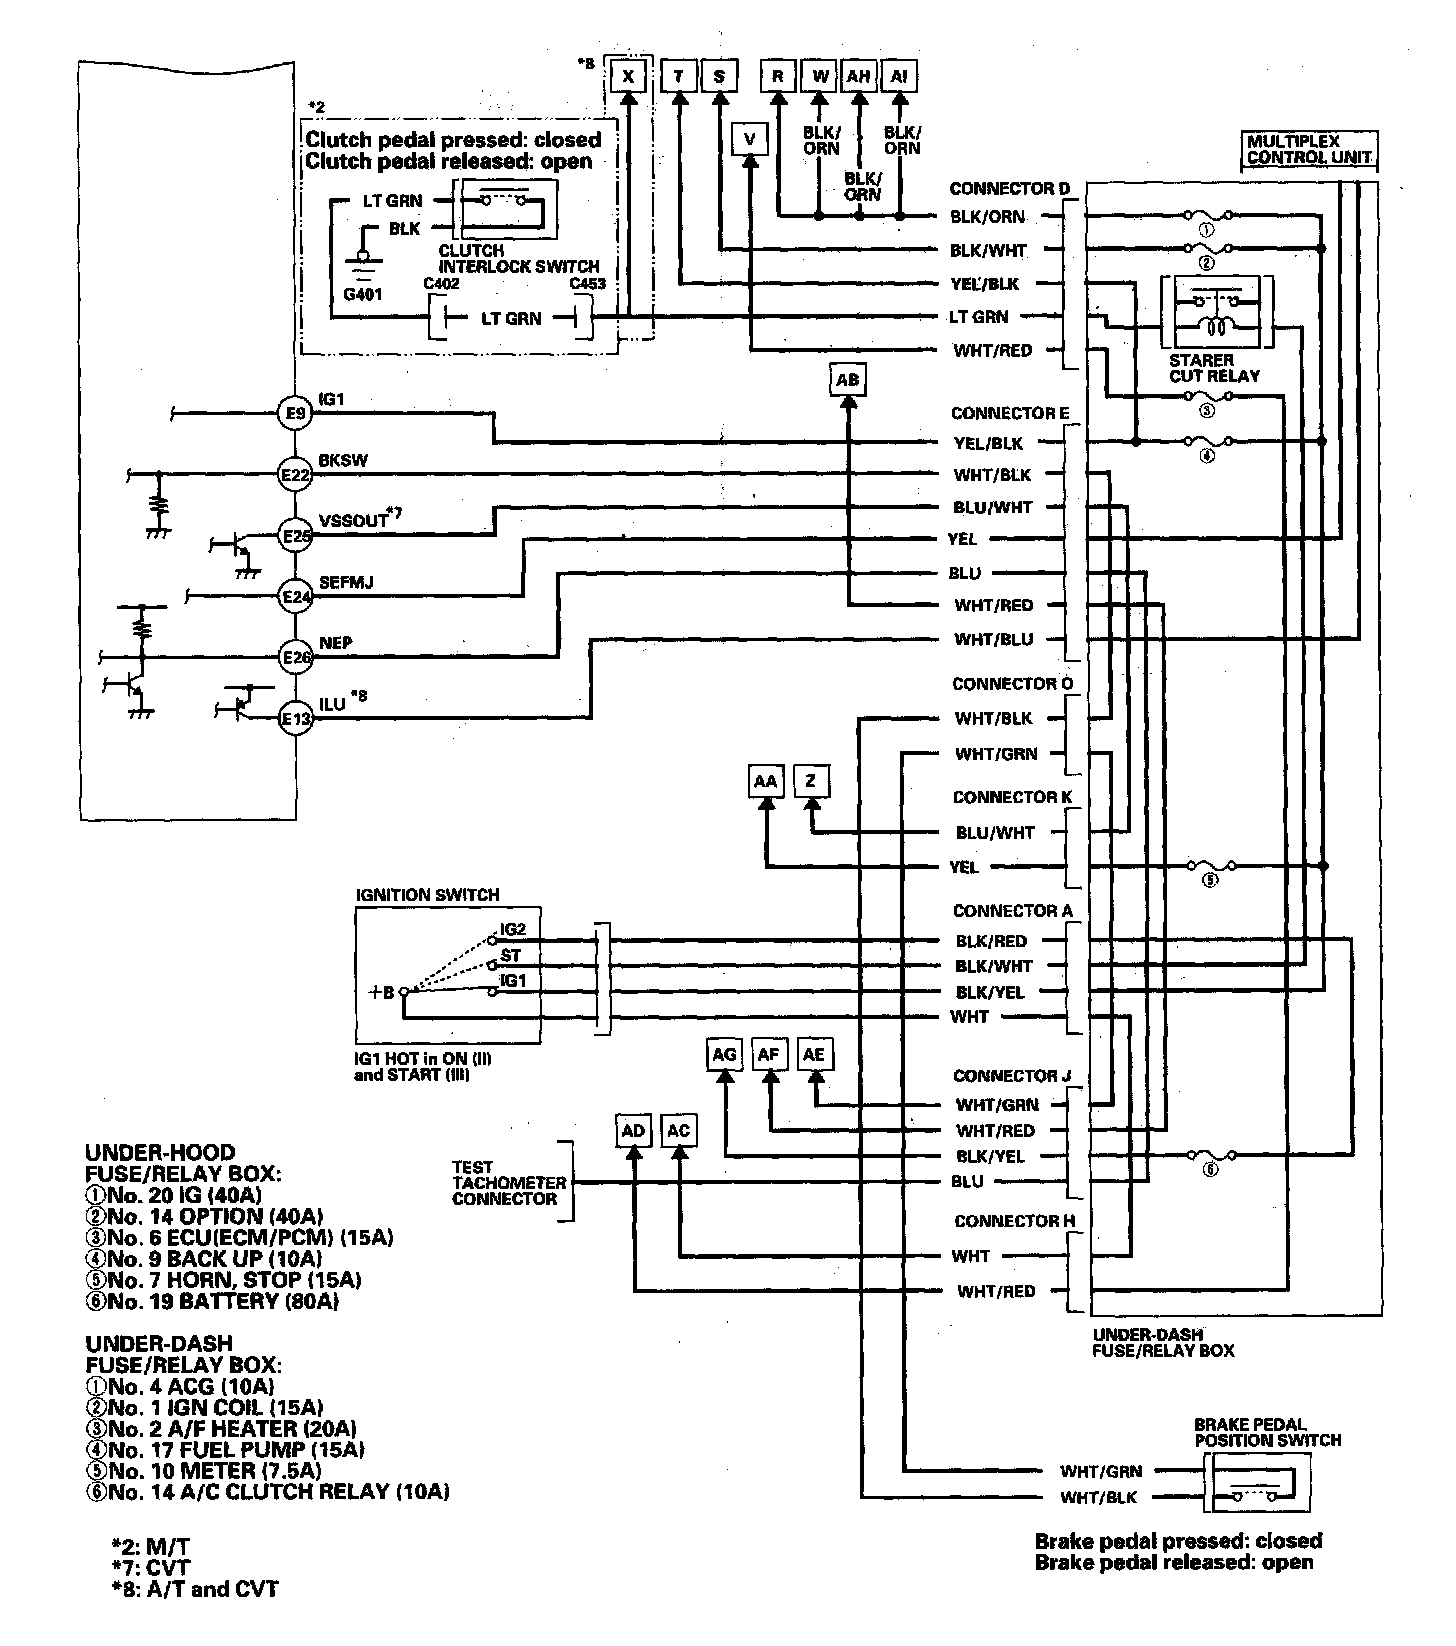 *8
X
T
S
R
W
AH
AI
*2
V
BLK/
ORN
BLK/
ORN
BLK/
ORN
Clutch pedal pressed: closed
Clutch pedal released: open
MULTIPLEX
CONTROL UNIT
LT GRN
BLK
CLUTCH
INTERLOCK SWITCH
G401
C402
C453
LT GRN
CONNECTOR D
BLK/ORN
①
BLK/WHT
②
YEL/BLK
LT GRN
WHT/RED
STARER
CUT RELAY
③
AB
E9
IG1
CONNECTOR E
YEL/BLK
④
E22
BKSW
WHT/BLK
E25
VSSOUT*7
BLU/WHT
YEL
E24
SEFMJ
BLU
WHT/RED
E26
NEP
WHT/BLU
E13
ILU *8
CONNECTOR O
WHT/BLK
WHT/GRN
AA
Z
CONNECTOR K
BLU/WHT
YEL
⑤
IGNITION SWITCH
CONNECTOR A
IG2
BLK/RED
ST
BLK/WHT
+B
IG1
BLK/YEL
WHT
IG1 HOT in ON (II)
and START (III)
AG
AF
AE
CONNECTOR J
WHT/GRN
AD
AC
WHT/RED
BLK/YEL
⑥
TEST
TACHOMETER
CONNECTOR
BLU
CONNECTOR H
WHT
WHT/RED
UNDER-DASH
FUSE/RELAY BOX
UNDER-HOOD
FUSE/RELAY BOX:
①No. 20 IG (40A)
②No. 14 OPTION (40A)
③No. 6 ECU(ECM/PCM) (15A)
④No. 9 BACK UP (10A)
⑤No. 7 HORN, STOP (15A)
⑥No. 19 BATTERY (80A)
UNDER-DASH
FUSE/RELAY BOX:
①No. 4 ACG (10A)
②No. 1 IGN COIL (15A)
③No. 2 A/F HEATER (20A)
④No. 17 FUEL PUMP (15A)
⑤No. 10 METER (7.5A)
⑥No. 14 A/C CLUTCH RELAY (10A)
BRAKE PEDAL
POSITION SWITCH
WHT/GRN
WHT/BLK
Brake pedal pressed: closed
Brake pedal released: open
*2: M/T
*7: CVT
*8: A/T and CVT